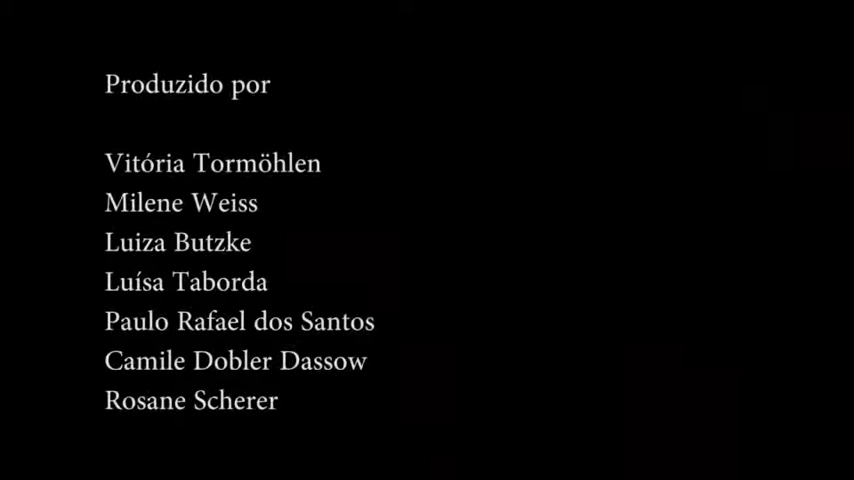 Produzido por
Vitória Tormöhlen
Milene Weiss
Luiza Butzke
Luísa Taborda
Paulo Rafael dos Santos
Camile Dobler Dassow
Rosane Scherer